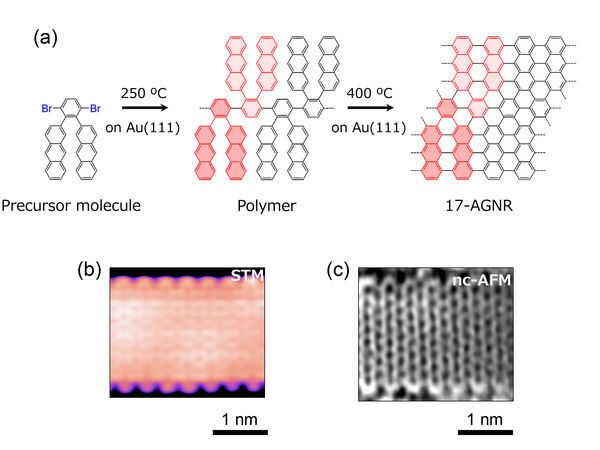 (a)
250 ºC
400 ºC
Br
Br
on Au(111)
on Au(111)
Precursor molecule
Polymer
17-AGNR
(b)
STM
(c)
nc-AFM
1 nm
1 nm